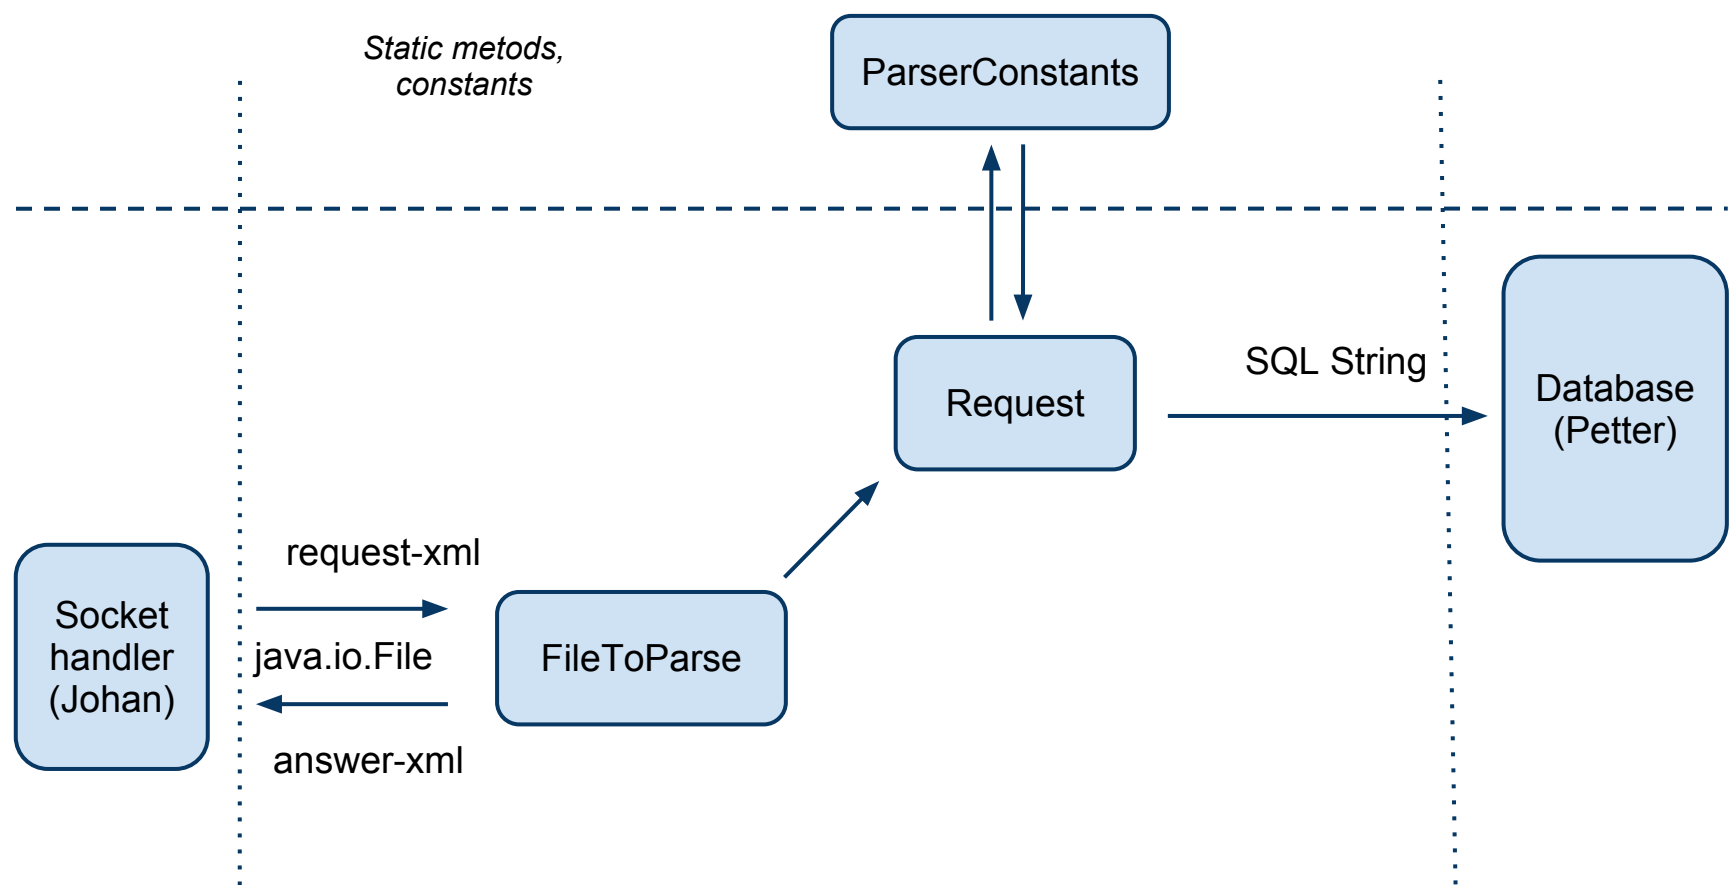 Static metods,
constants
ParserConstants
Request
SQL String
Database
(Petter)
request-xml
Socket
handler
(Johan)
java.io.File
FileToParse
answer-xml